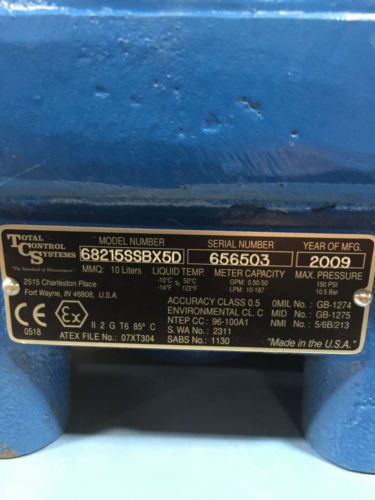 TOTAL CONTROL SYSTEMS
"The Standard of Measurement"
2515 Charleston Place
Fort Wayne, IN 46808, U.S.A.
MODEL NUMBER
68215SSBX5D
SERIAL NUMBER
656503
YEAR OF MFG.
2009
MMQ: 10 Liters
LIQUID TEMP.
-10°C to 50°C
-14°F 122°F
METER CAPACITY
GPM: 0.50-50
LPM: 10-187
MAX. PRESSURE
150 PSI
10.5 Bar
CE
0518
Ex
II 2 G T6 85° C
ATEX FILE No.: 07XT304
ACCURACY CLASS 0.5
ENVIRONMENTAL CL. C
NTEP CC : 96-100A1
S. WA No.: 2311
SABS No.: 1130
OMIL No.: GB-1274
MID No.: GB-1275
NMI No.: 5/6B/213
"Made in the U.S.A."